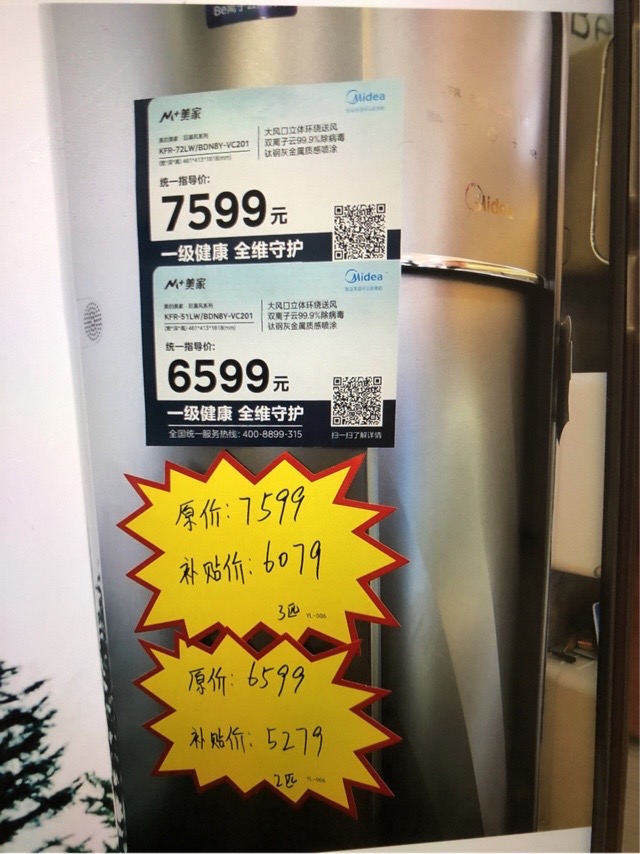 M+美家
Midea
KFR-72LW/BDN8Y-VC201
大风口立体环绕送风
双离子云99.9%除病毒
钛钢灰金属质感喷涂
统一指导价:
7599元
一级健康 全维守护
Midea
M+美家
Midea
KFR-51LW/BDN8Y-VC201
大风口立体环绕送风
双离子云99.9%除病毒
钛钢灰金属质感喷涂
统一指导价:
6599元
一级健康 全维守护
全国统一服务热线: 400-8899-315
扫一扫了解详情
原价:7599
补贴价:6079
3匹 YL-006
原价:6599
补贴价:5279
2匹 YL-006